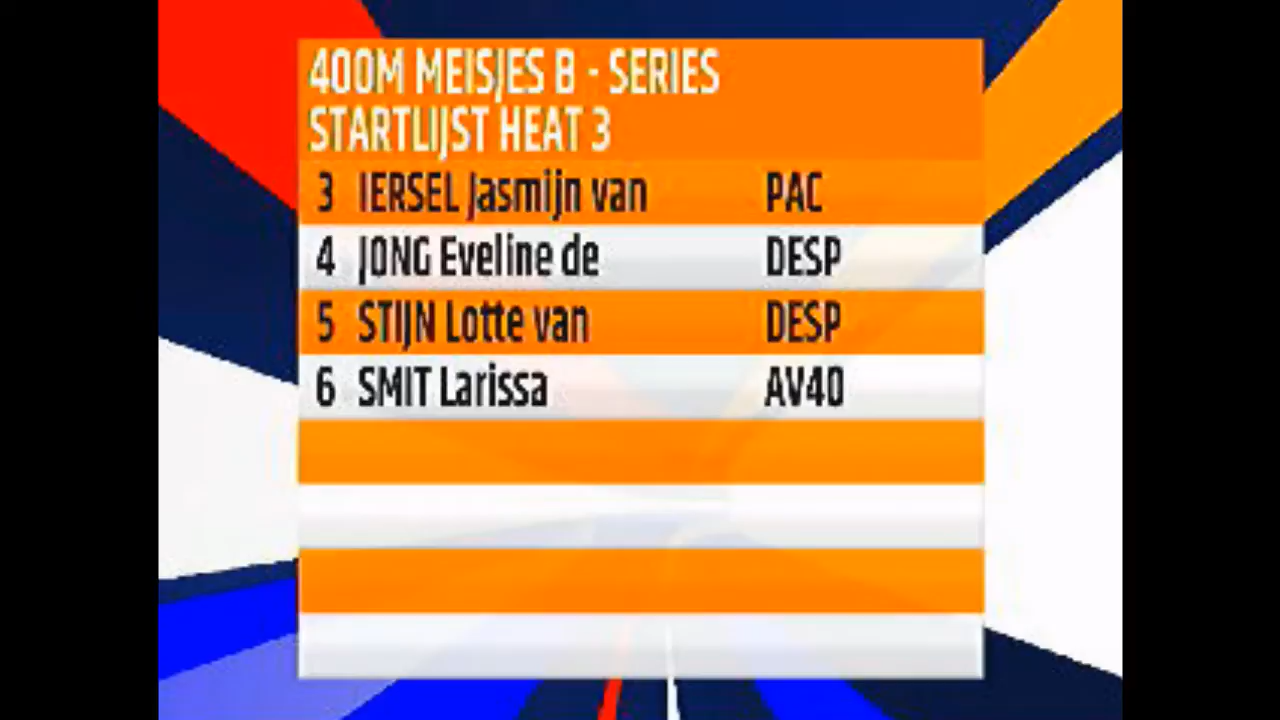 400M MEISJES B - SERIES
STARTLIJST HEAT 3
3 IERSEL Jasmijn van PAC
4 JONG Eveline de DESP
5 STIJN Lotte van DESP
6 SMIT Larissa AV40